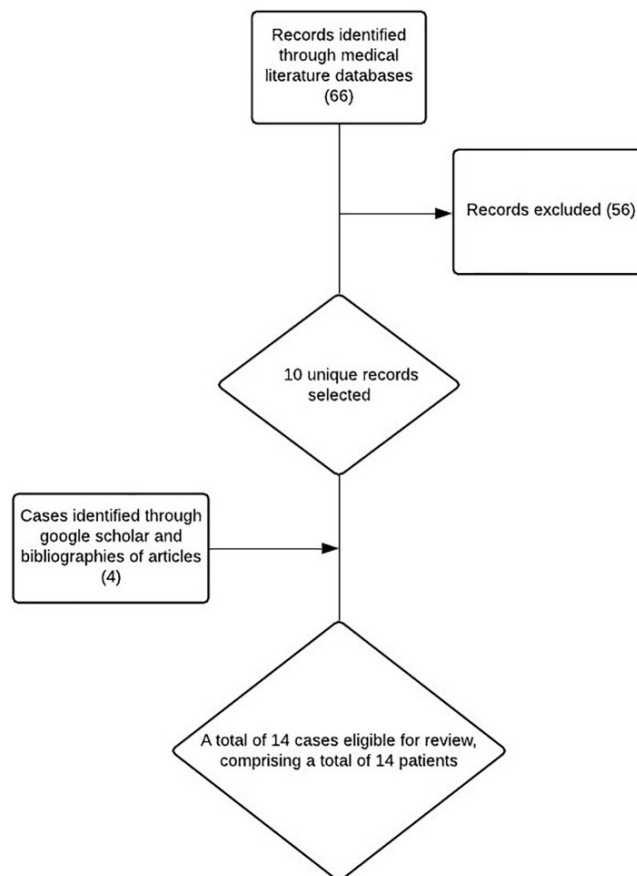 Records identified
through medical
literature databases
(66)
Records excluded (56)
10 unique records
selected
Cases identified through
google scholar and
bibliographies of articles
(4)
A total of 14 cases eligible for review,
comprising a total of 14 patients